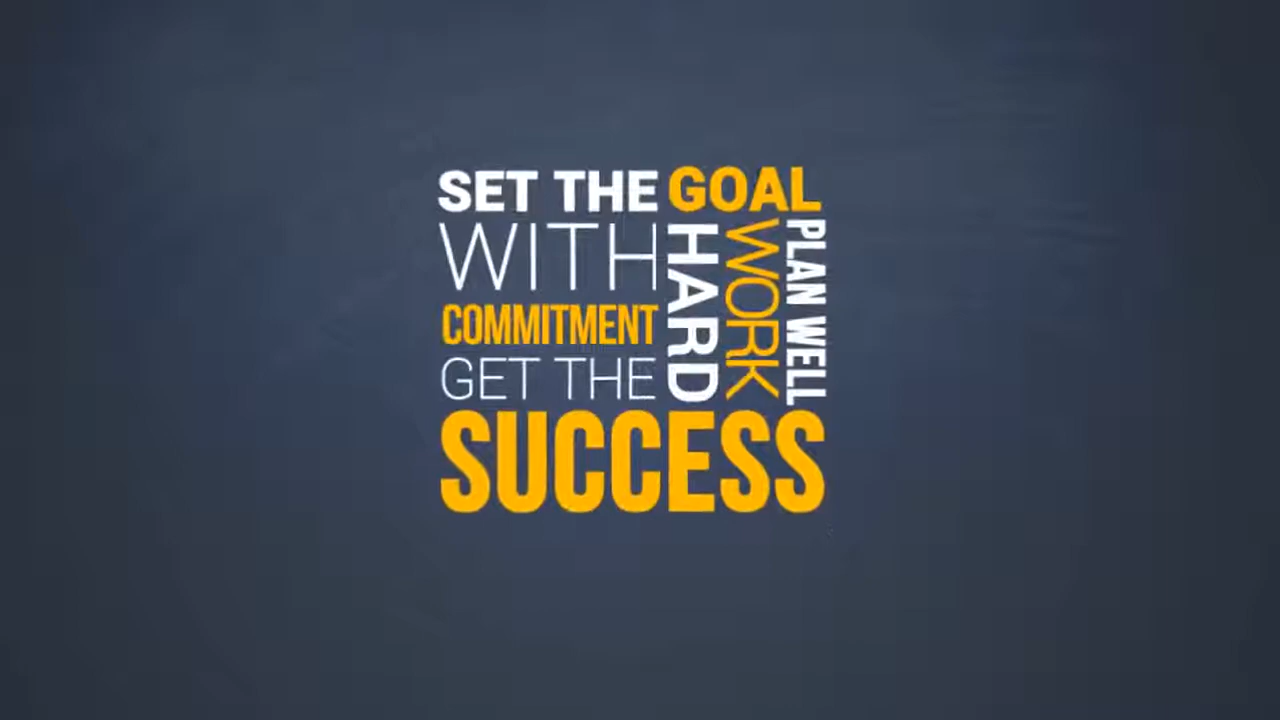 SET THE GOAL
WITH
COMMITMENT
GET THE
HARD
WORK
PLAN WELL
SUCCESS